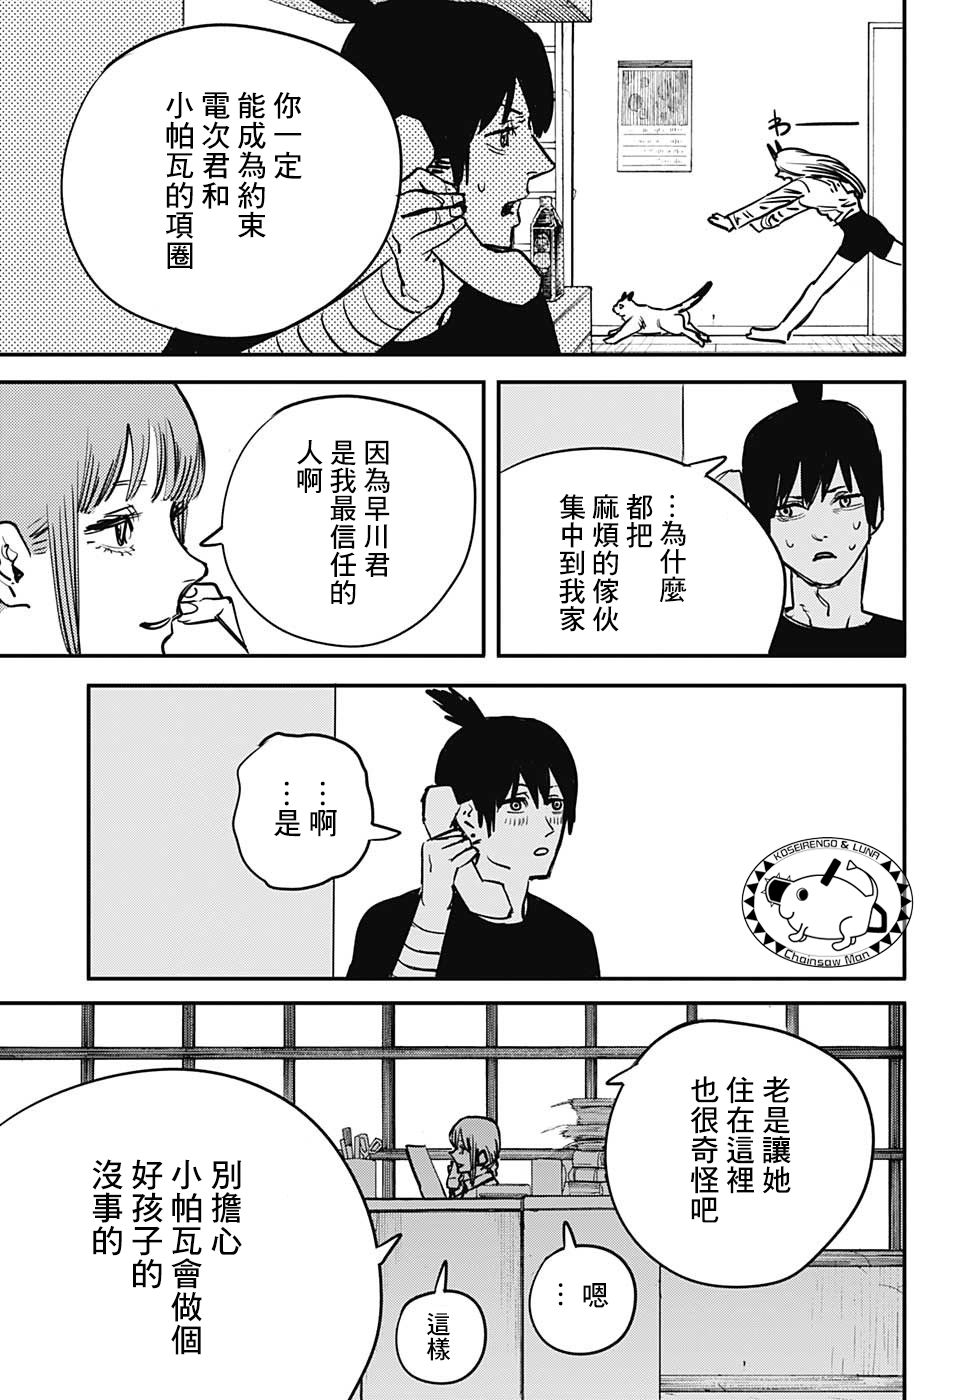 わーー
你一定
能成為約束
電次君和
小帕瓦的項圈
…為什麼
都把
麻煩的傢伙
集中到我家
因為早川君
是我最信任的
人啊
…啊
…是
KOSEIRENGO & LUNA
Chainsaw Man
老是讓她
住在這裡
也很奇怪吧
嗯
…
這樣
別擔心
小帕瓦會做個
好孩子的
沒事的